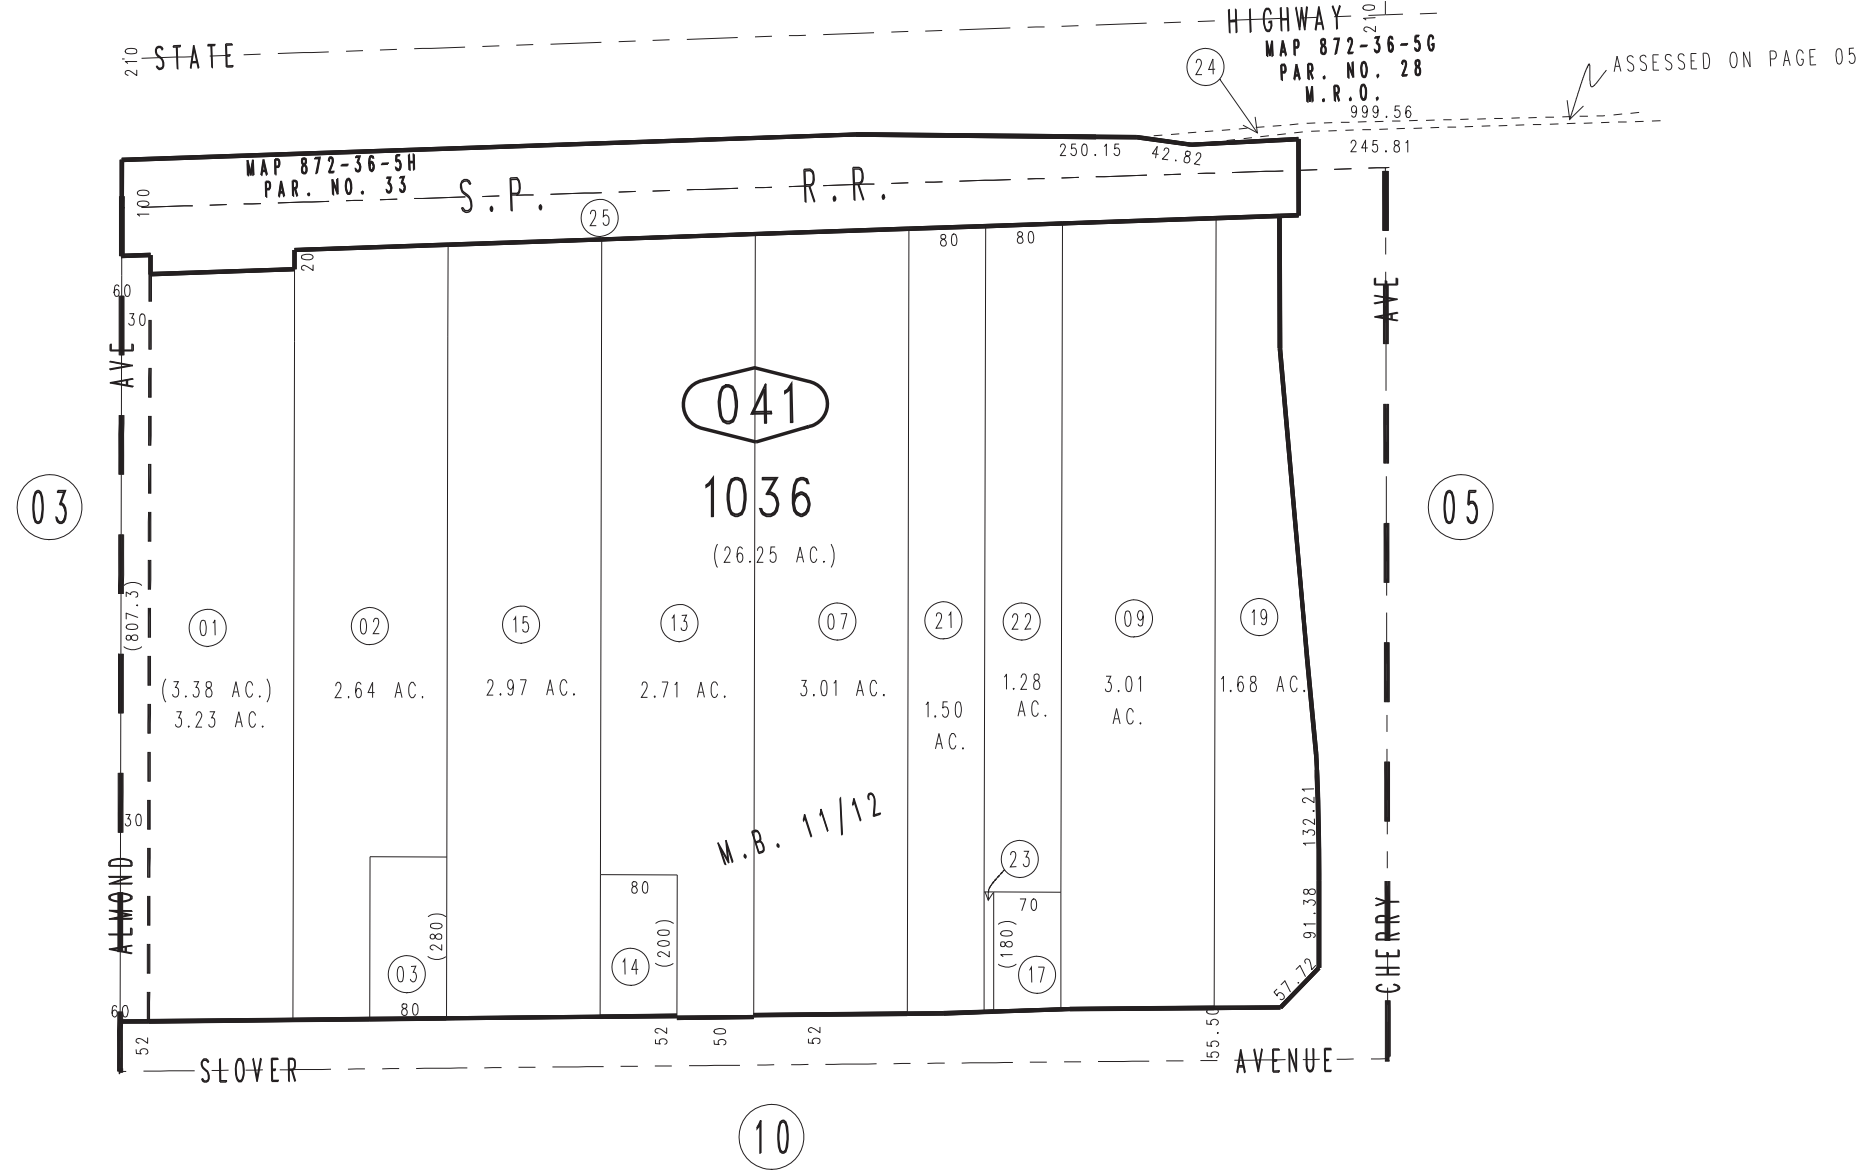 210
STATE
HIGHWAY
210
MAP 872-36-5G
PAR. NO. 28
M.R.O.
24
ASSESSED ON PAGE 05
999.56
250.15
42.82
245.81
MAP 872-36-5H
PAR. NO. 33
100
S.P.
R.R.
25
80
80
20
60
30
AVE
AVE
041
1036
(26.25 AC.)
03
05
(807.3)
01
02
15
13
07
21
22
09
19
(3.38 AC.)
3.23 AC.
2.64 AC.
2.97 AC.
2.71 AC.
3.01 AC.
1.50
AC.
1.28
AC.
3.01
AC.
1.68 AC.
30
M.B. 11/12
132.21
ALMOND
23
80
70
(280)
(200)
(180)
91.38
CHERRY
03
14
17
57.72
60
80
52
52
50
52
55.50
SLOVER
AVENUE
10